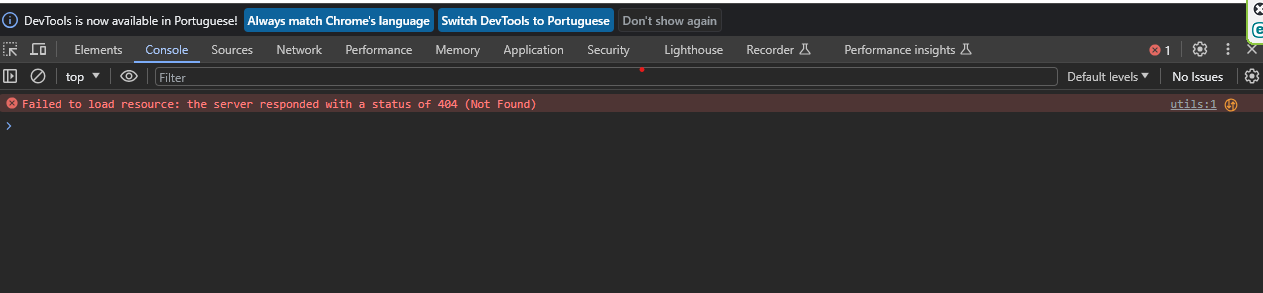 DevTools is now available in Portuguese! Always match Chrome's language Switch DevTools to Portuguese Don't show again
Elements Console Sources Network Performance Memory Application Security Lighthouse Recorder Performance insights 1
top Filter Default levels No Issues
Failed to load resource: the server responded with a status of 404 (Not Found) utils:1